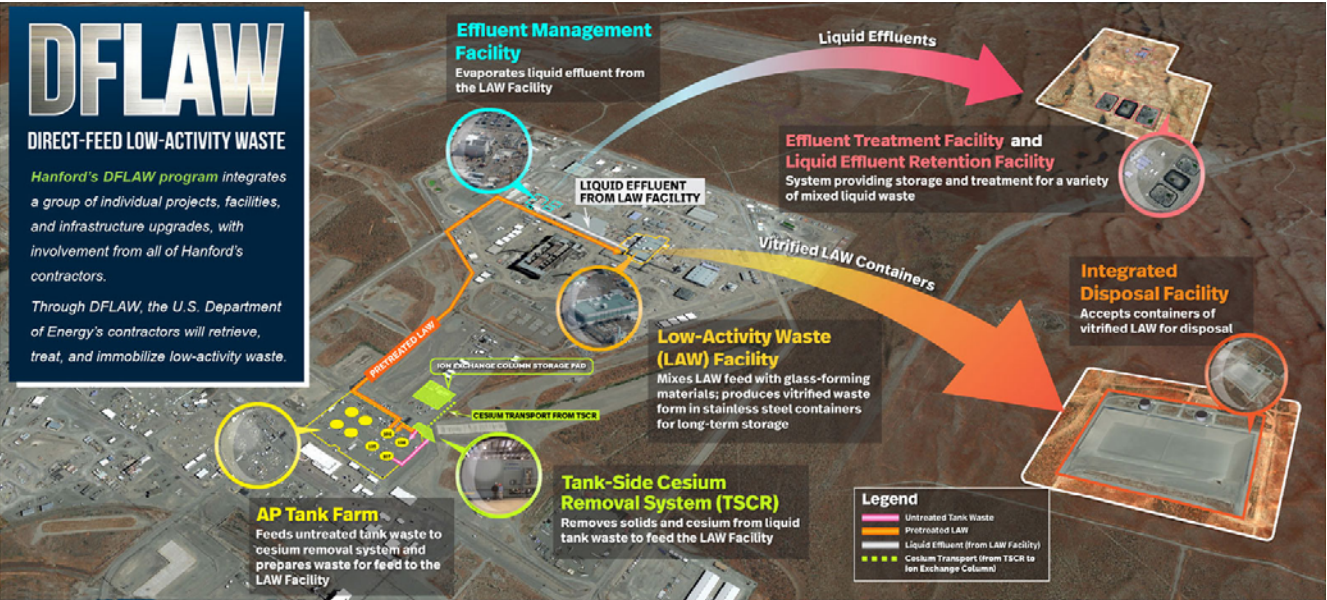 DFLAW
DIRECT-FEED LOW-ACTIVITY WASTE
Hanford's DFLAW program integrates
a group of individual projects, facilities,
and infrastructure upgrades, with
involvement from all of Hanford's
contractors.
Through DFLAW, the U.S. Department
of Energy's contractors will retrieve,
treat, and immobilize low-activity waste.
Effluent Management
Facility
Evaporates liquid effluent from
the LAW Facility
Liquid Effluents
Effluent Treatment Facility and
Liquid Effluent Retention Facility
System providing storage and treatment for a variety
of mixed liquid waste
LIQUID EFFLUENT
FROM LAW FACILITY
Vitrified LAW Containers
Integrated
Disposal Facility
Accepts containers of
vitrified LAW for disposal
Low-Activity Waste
(LAW) Facility
Mixes LAW feed with glass-forming
materials; produces vitrified waste
form in stainless steel containers
for long-term storage
PRETREATED LAW
ION EXCHANGE COLUMN STORAGE PAD
CESIUM TRANSPORT FROM TSCR
Tank-Side Cesium
Removal System (TSCR)
Removes solids and cesium from liquid
tank waste to feed the LAW Facility
AP Tank Farm
Feeds untreated tank waste to
cesium removal system and
prepares waste for feed to the
LAW Facility
Legend
Untreated Tank Waste
Pretreated LAW
Liquid Effluent (from LAW Facility)
Cesium Transport (from TSCR to
Ion Exchange Column)